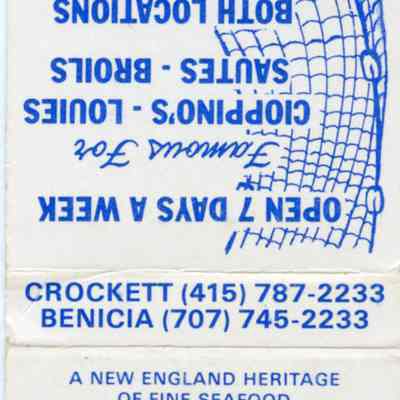 OPEN 7 DAYS A WEEK
Famous For
CIOPPINO'S - LOUIES
SAUTES - BROILS
BOTH LOCATIONS
CROCKETT (415) 787-2233
BENICIA (707) 745-2233
A NEW ENGLAND HERITAGE
OF FINE SEAFOOD